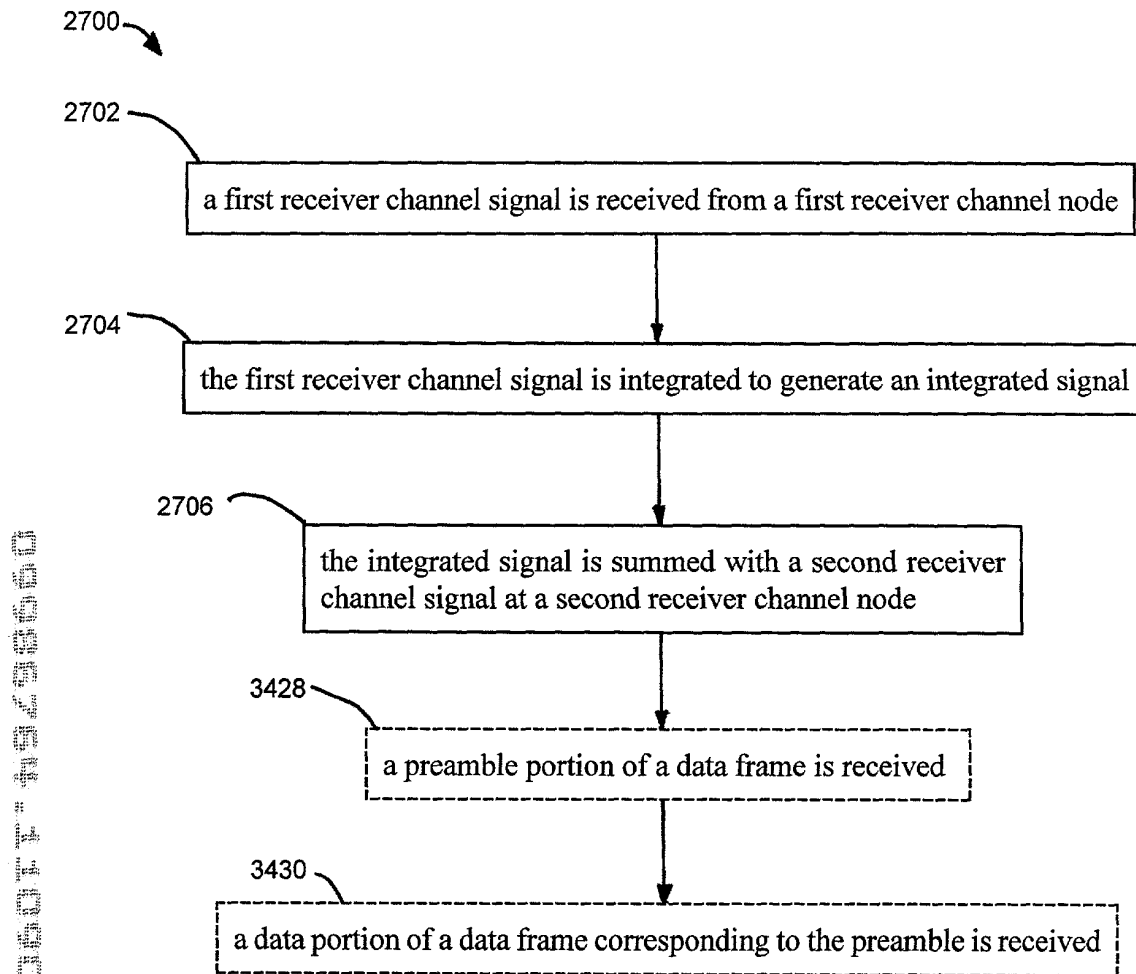 2700
2702
a first receiver channel signal is received from a first receiver channel node
2704
the first receiver channel signal is integrated to generate an integrated signal
2706
the integrated signal is summed with a second receiver
channel signal at a second receiver channel node
3428
a preamble portion of a data frame is received
3430
a data portion of a data frame corresponding to the preamble is received